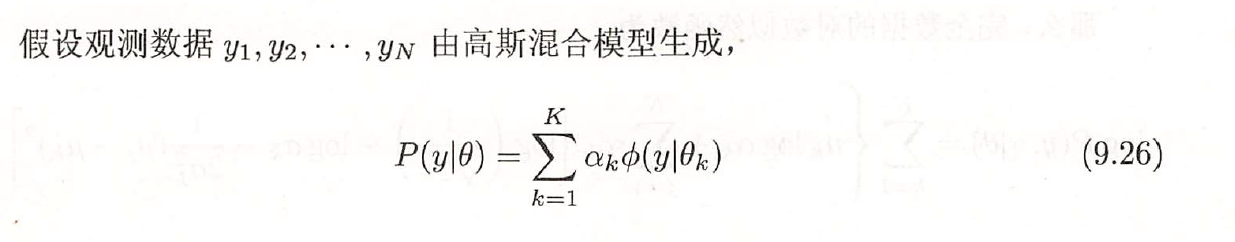 假设观测数据 y₁, y₂, ⋯ , y_N 由高斯混合模型生成，
P(y|θ) = ∑_{k=1}^{K} α_k ϕ(y|θ_k) (9.26)